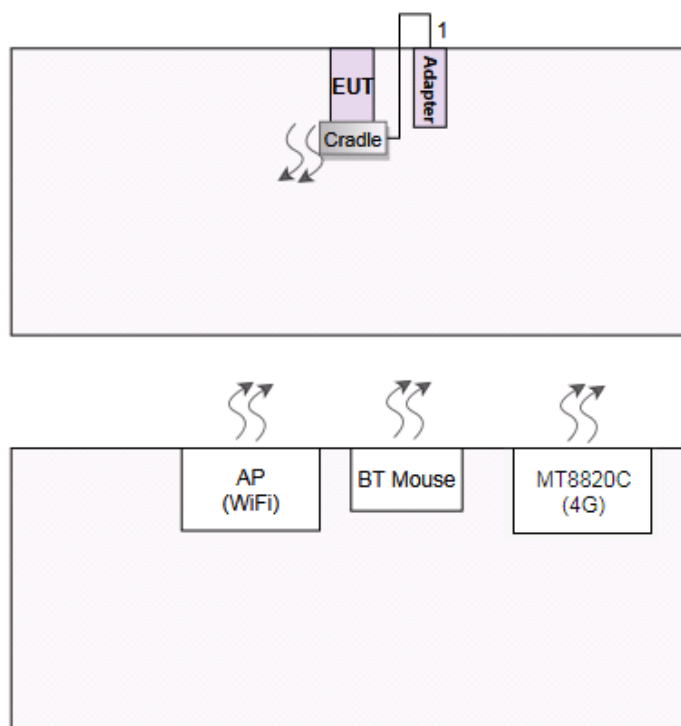 1
EUT
Adapter
Cradle
AP
(WiFi)
BT Mouse
MT8820C
(4G)